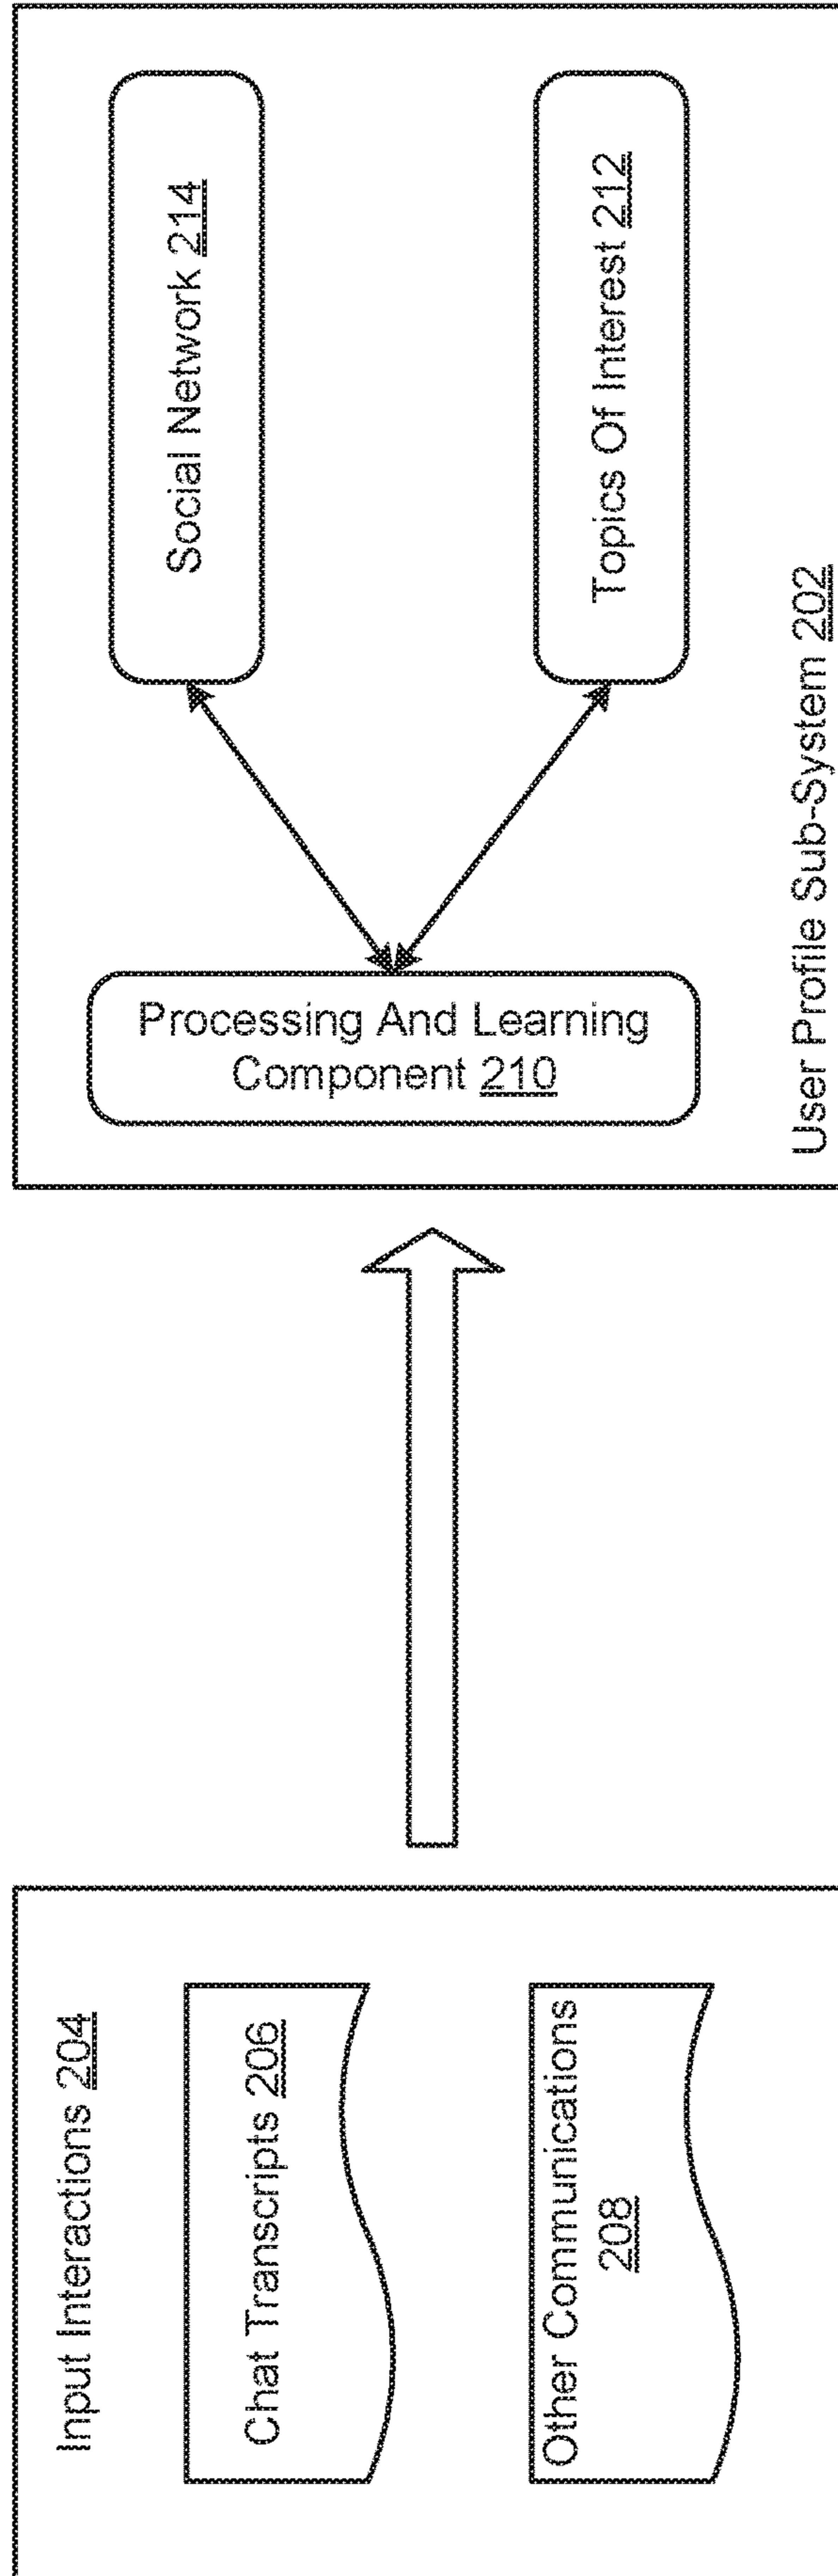 Input Interactions 204
Chat Transcripts 206
Other Communications
208
Processing And Learning
Component 210
Social Network 214
Topics Of Interest 212
User Profile Sub-System 202